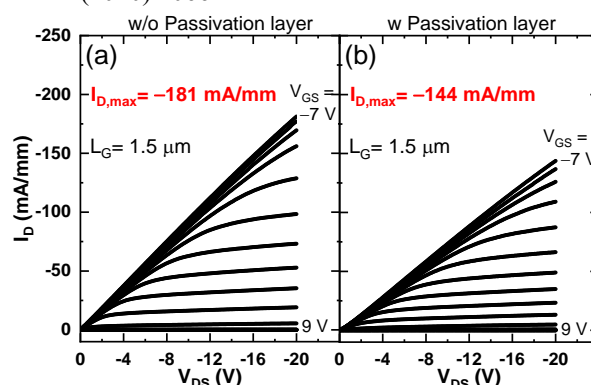 w/o Passivation layer
w Passivation layer
-250
-200
-150
-100
-50
0
I_D (mA/mm)
(a)
I_D,max= −181 mA/mm
V_GS =
−7 V
L_G= 1.5 μm
9 V
0 -4 -8 -12 -16 -20
V_DS (V)
(b)
I_D,max= −144 mA/mm
V_GS =
−7 V
L_G= 1.5 μm
9 V
0 -4 -8 -12 -16 -20
V_DS (V)